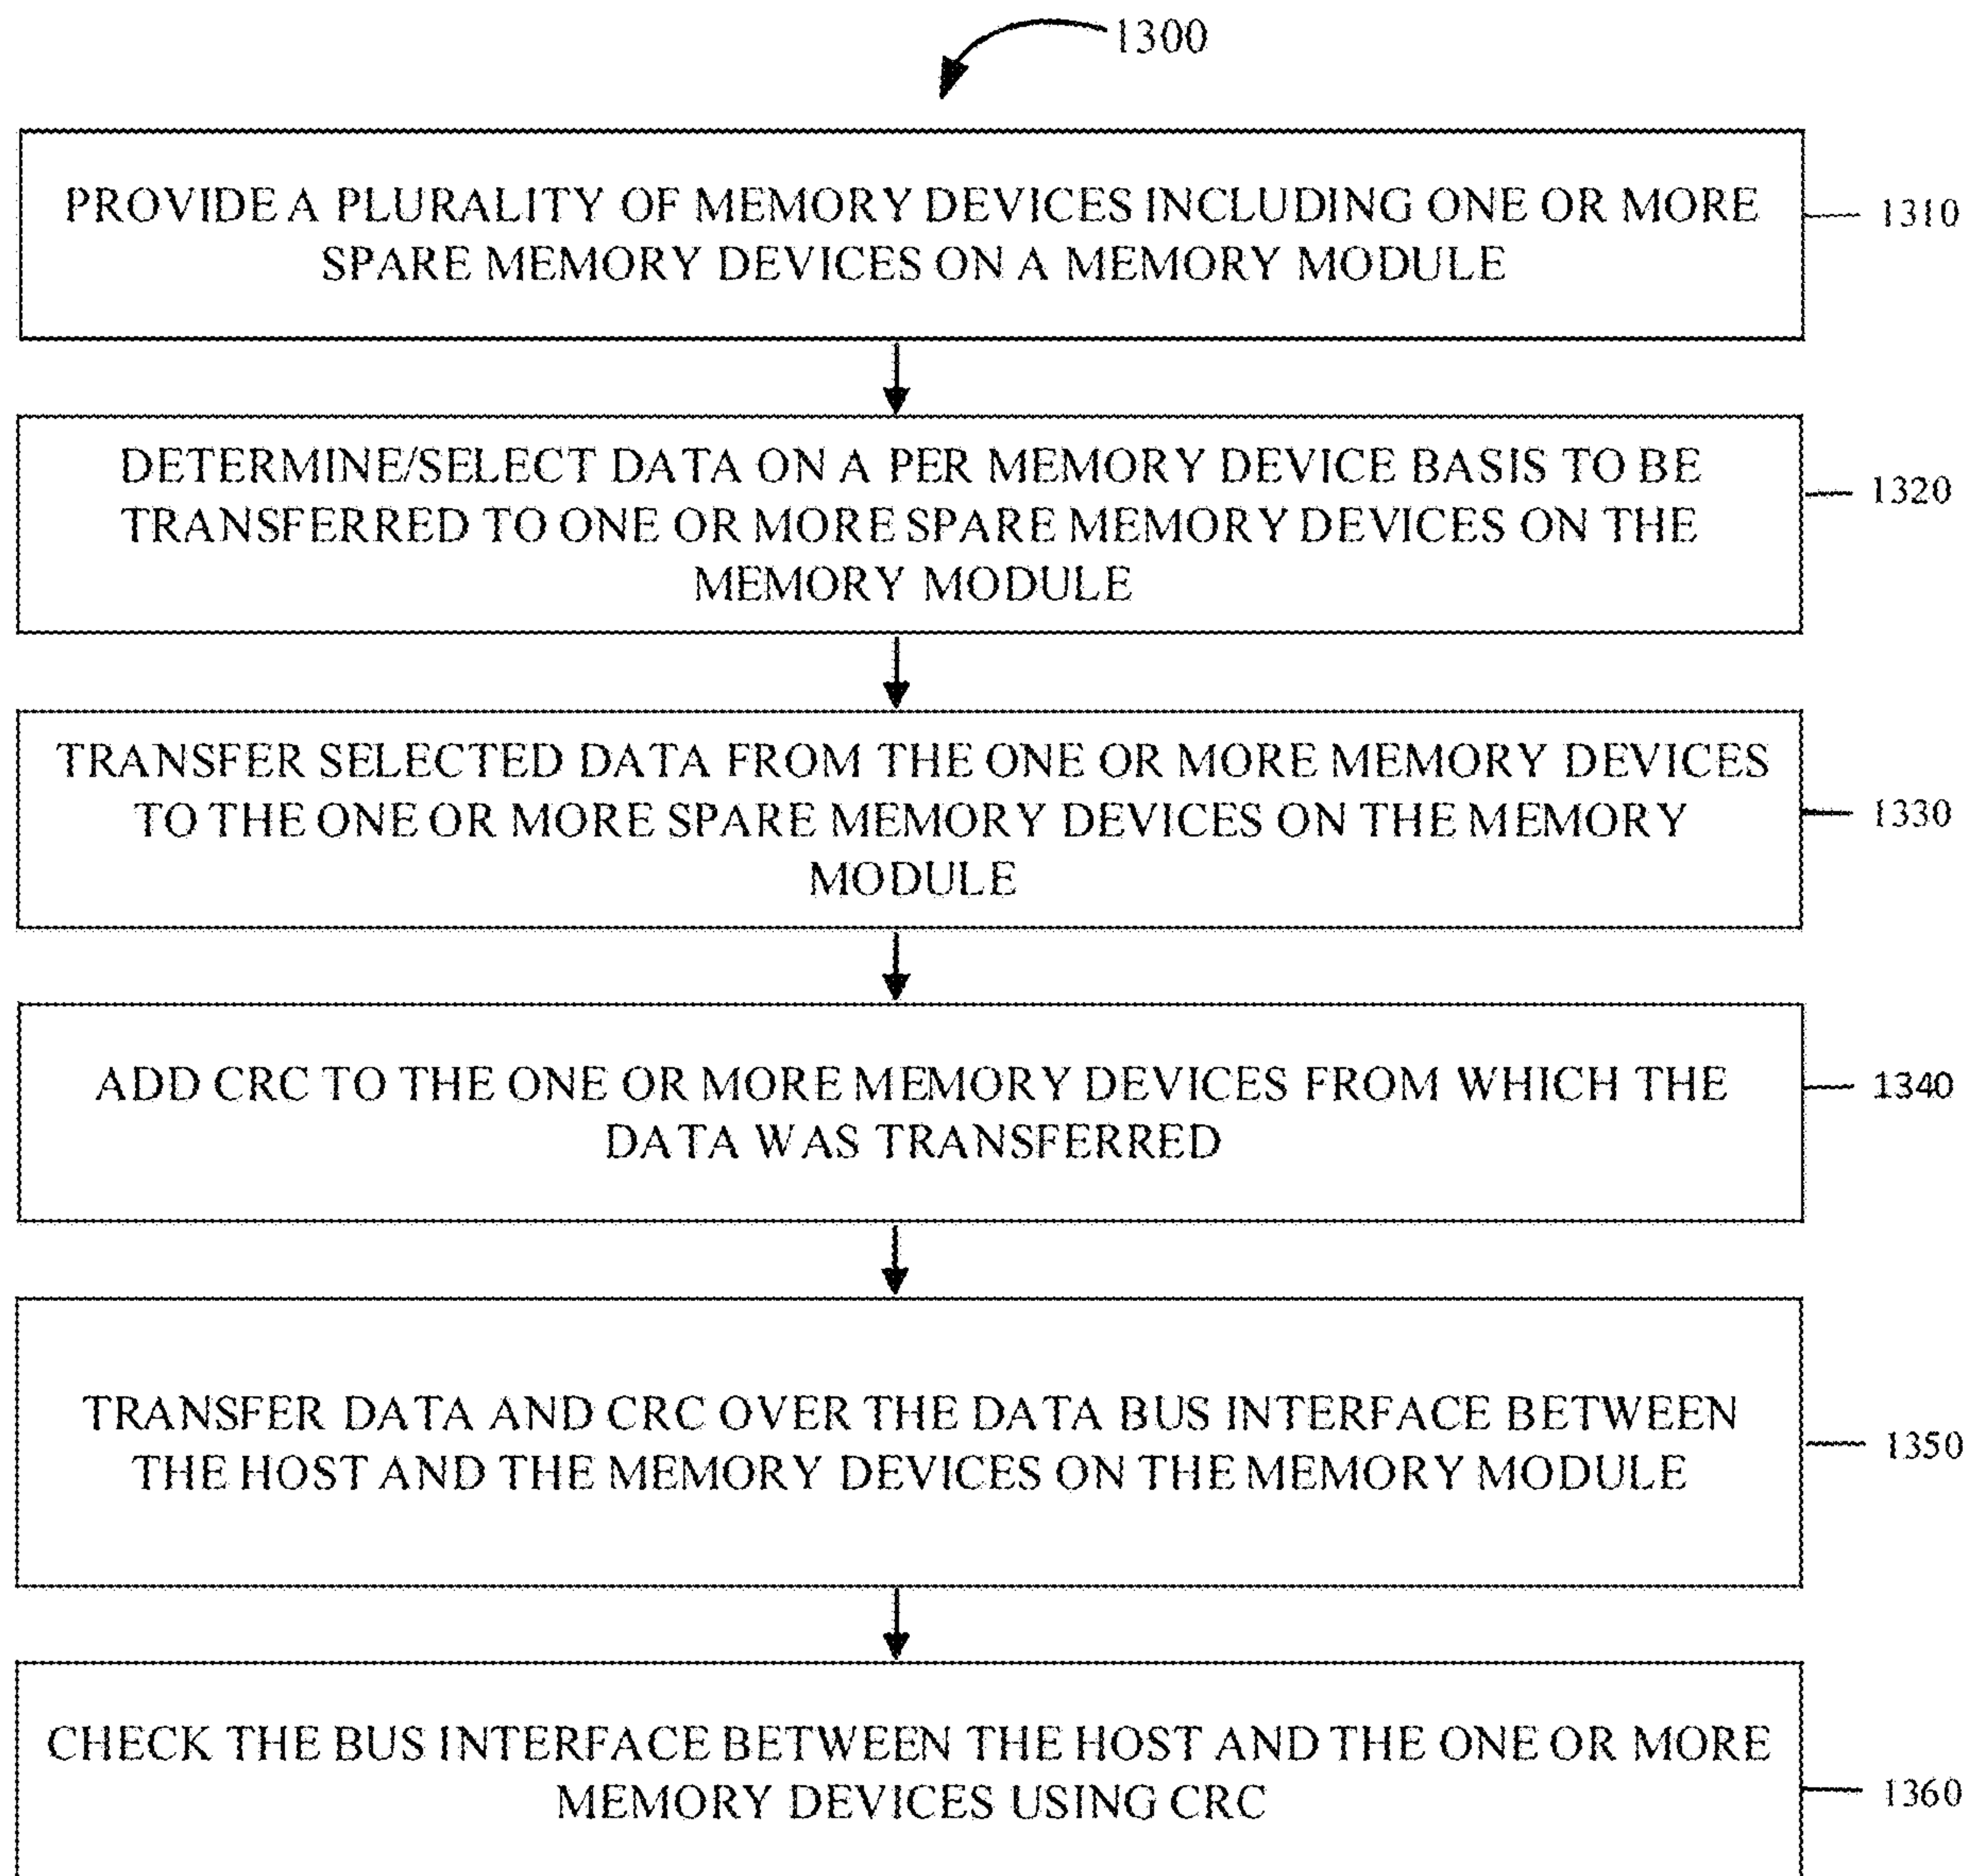 1300
PROVIDE A PLURALITY OF MEMORY DEVICES INCLUDING ONE OR MORE
SPARE MEMORY DEVICES ON A MEMORY MODULE
1310
DETERMINE/SELECT DATA ON A PER MEMORY DEVICE BASIS TO BE
TRANSFERRED TO ONE OR MORE SPARE MEMORY DEVICES ON THE
MEMORY MODULE
1320
TRANSFER SELECTED DATA FROM THE ONE OR MORE MEMORY DEVICES
TO THE ONE OR MORE SPARE MEMORY DEVICES ON THE MEMORY
MODULE
1330
ADD CRC TO THE ONE OR MORE MEMORY DEVICES FROM WHICH THE
DATA WAS TRANSFERRED
1340
TRANSFER DATA AND CRC OVER THE DATA BUS INTERFACE BETWEEN
THE HOST AND THE MEMORY DEVICES ON THE MEMORY MODULE
1350
CHECK THE BUS INTERFACE BETWEEN THE HOST AND THE ONE OR MORE
MEMORY DEVICES USING CRC
1360